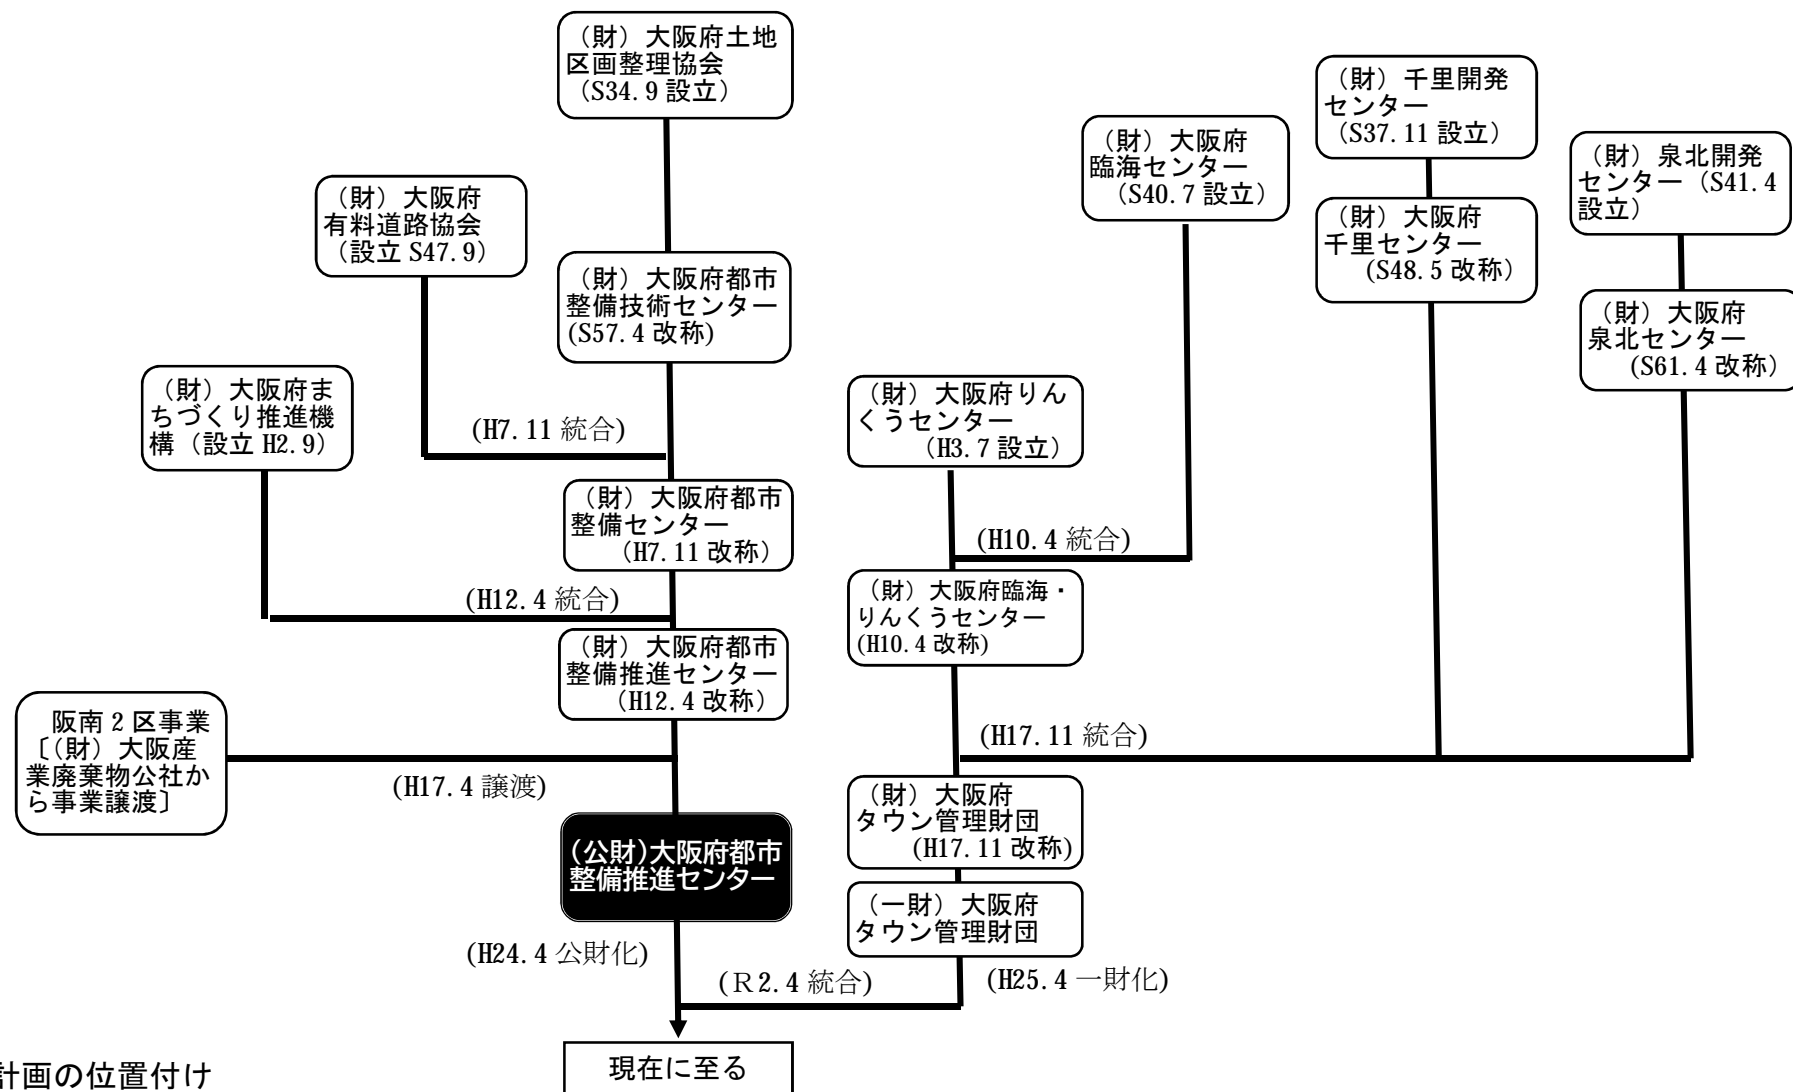 （財）大阪府土地
区画整理協会
（S34.9 設立）
（財）千里開発
センター
（S37.11 設立）
（財）大阪府
臨海センター
（S40.7 設立）
（財）泉北開発
センター（S41.4
設立）
（財）大阪府
有料道路協会
（設立 S47.9）
（財）大阪府
千里センター
（S48.5 改称）
（財）大阪府都市
整備技術センター
(S57.4 改称)
（財）大阪府
泉北センター
（S61.4 改称）
（財）大阪府ま
ちづくり推進機
構（設立 H2.9）
（財）大阪府りん
くうセンター
（H3.7 設立）
(H7.11 統合)
（財）大阪府都市
整備センター
（H7.11 改称）
(H10.4 統合)
（財）大阪府臨海・
りんくうセンター
(H10.4 改称)
(H12.4 統合)
（財）大阪府都市
整備推進センター
（H12.4 改称）
阪南 2 区事業
〔（財）大阪産
業廃棄物公社か
ら事業譲渡〕
(H17.4 譲渡)
(H17.11 統合)
（財）大阪府
タウン管理財団
(H17.11 改称)
（公財）大阪府都市
整備推進センター
（一財）大阪府
タウン管理財団
(H24.4 公財化)
(Ｒ2.4 統合)
(H25.4 一財化)
現在に至る
計画の位置付け